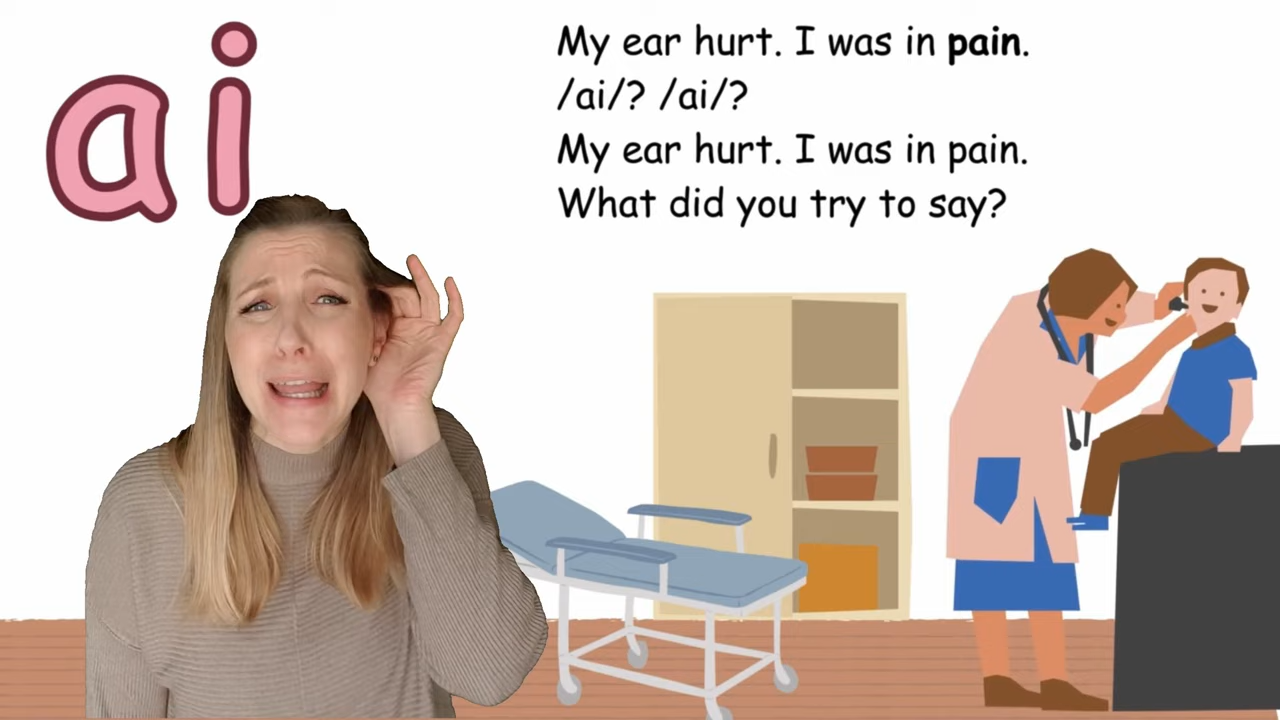 ai
My ear hurt. I was in pain.
/ai/? /ai/?
My ear hurt. I was in pain.
What did you try to say?